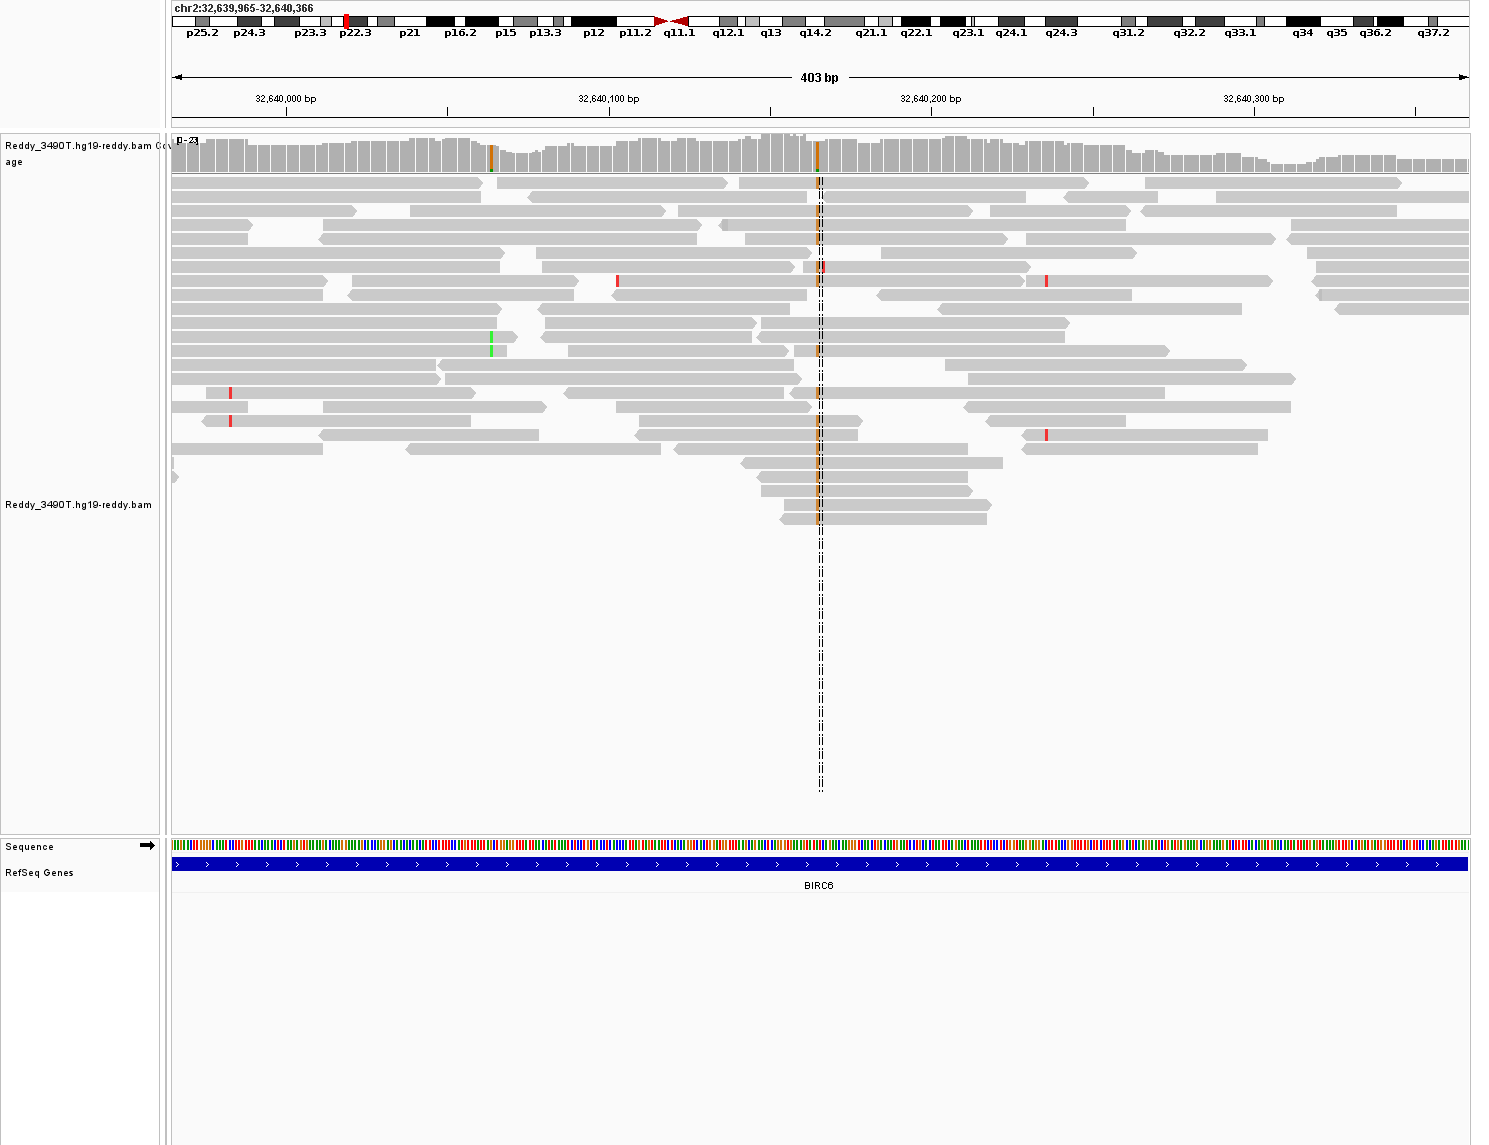 chr2:32,639,965-32,640,366
p25.2 p24.3 p23.3 p22.3 p21 p16.2 p15 p13.3 p12 p11.2 q11.1 q12.1 q13 q14.2 q21.1 q22.1 q23.1 q24.1 q24.3 q31.2 q32.2 q33.1 q34 q35 q36.2 q37.2
403 bp
32,640,000 bp 32,640,100 bp 32,640,200 bp 32,640,300 bp
Reddy_3490T.hg19-reddy.bam Cov
age
Reddy_3490T.hg19-reddy.bam
Sequence
RefSeq Genes
BIRC6